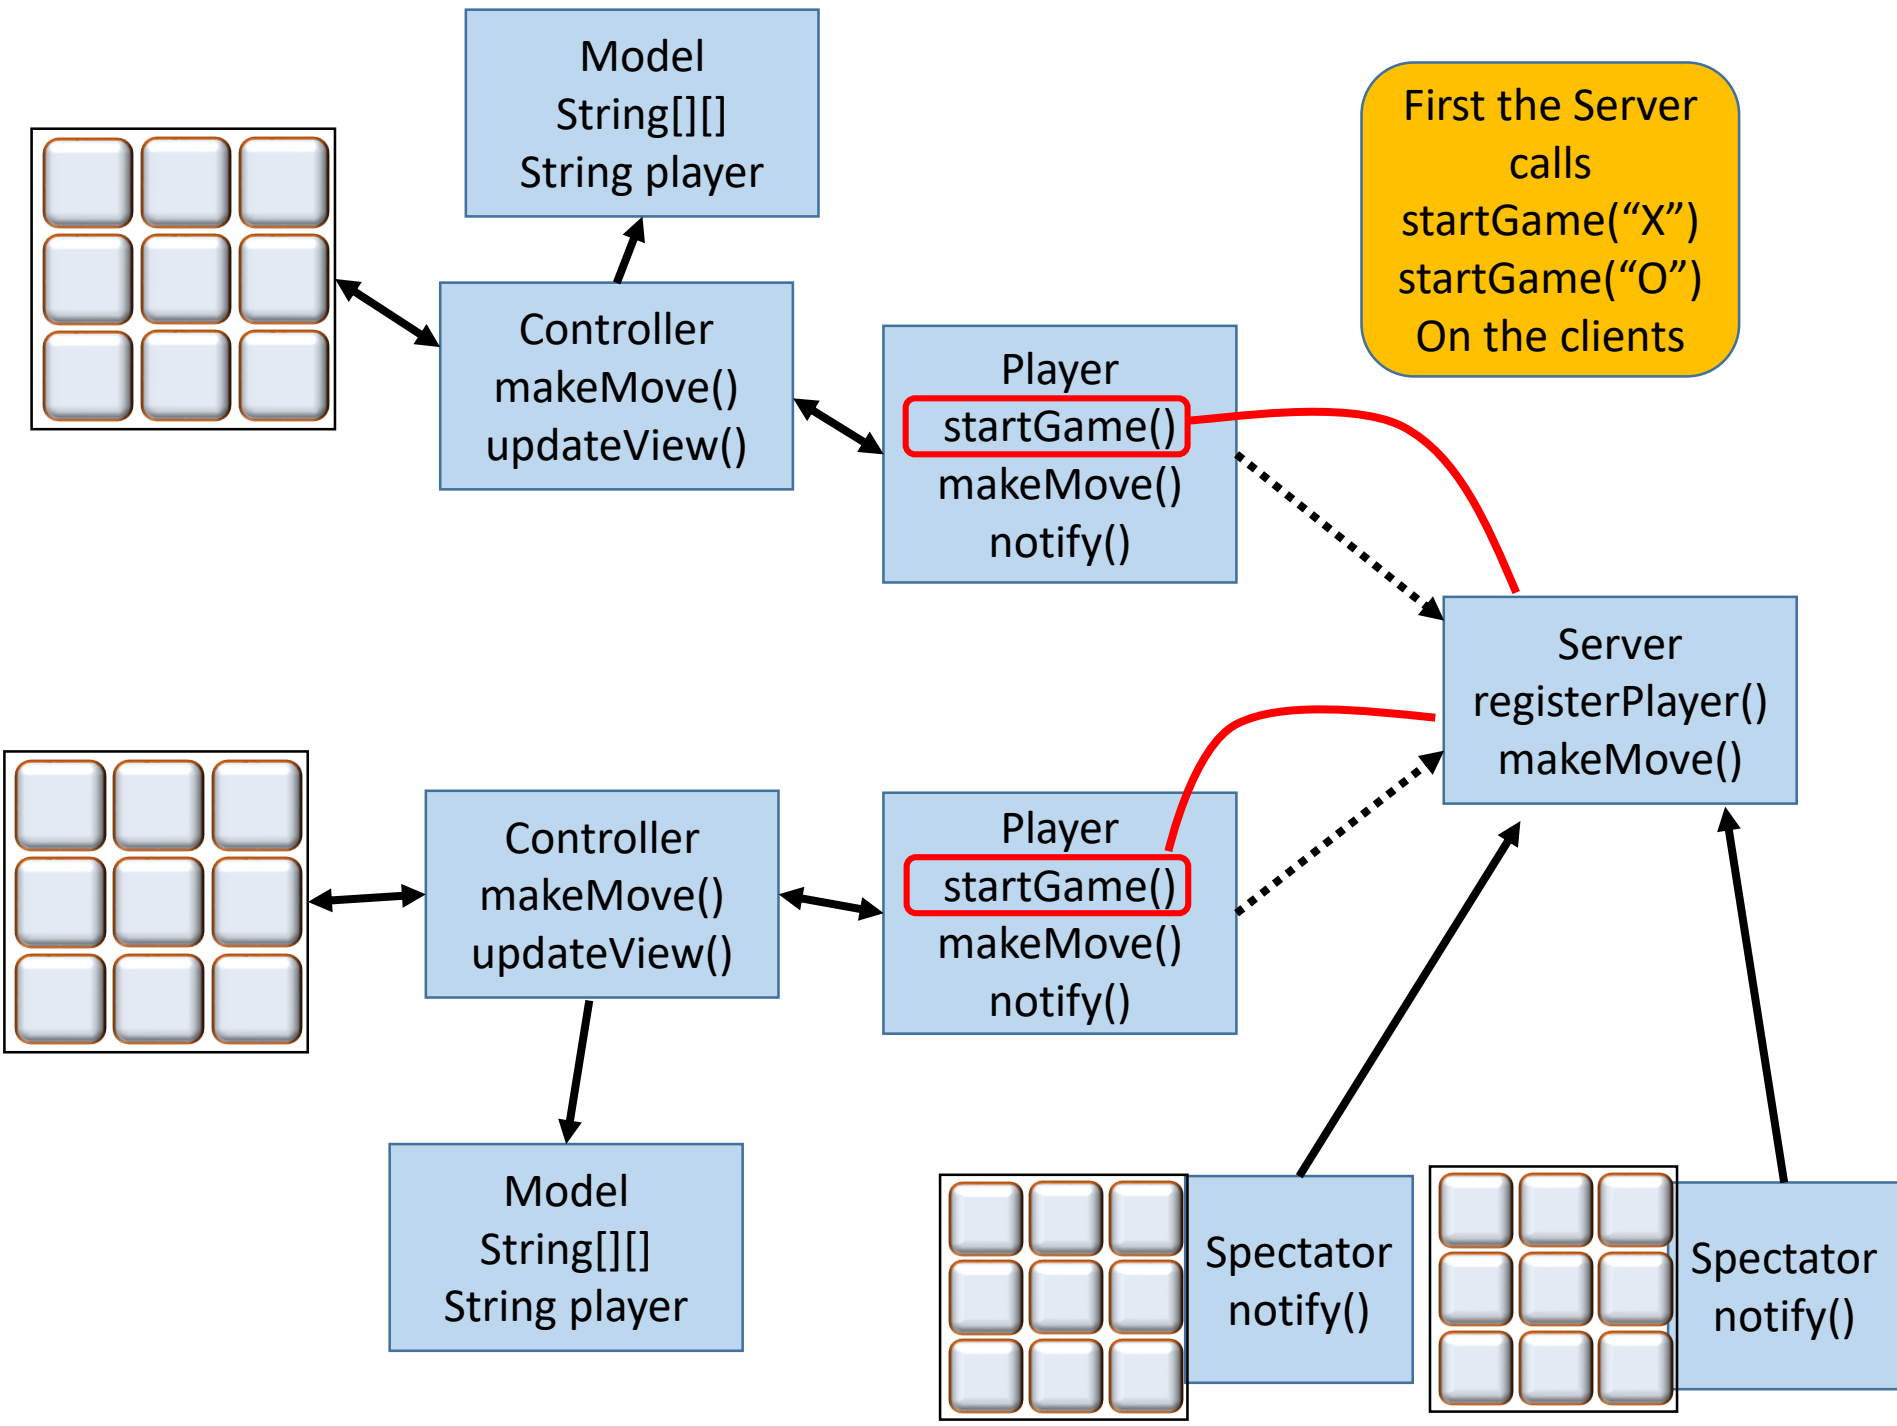 Model
String[][]
String player
First the Server
calls
startGame(“X”)
startGame(“O”)
On the clients
Controller
makeMove()
updateView()
Player
startGame()
makeMove()
notify()
Server
registerPlayer()
makeMove()
Controller
makeMove()
updateView()
Player
startGame()
makeMove()
notify()
Model
String[][]
String player
Spectator
notify()
Spectator
notify()